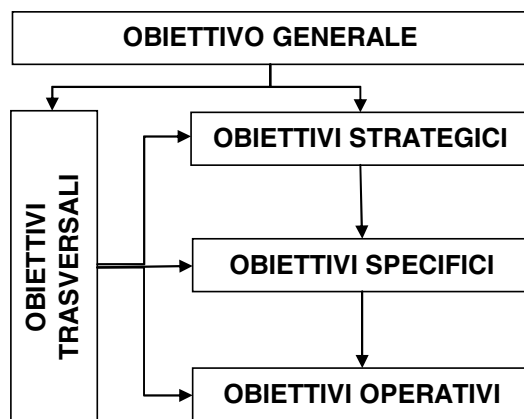 OBIETTIVO GENERALE
OBIETTIVI
TRASVERSALI
OBIETTIVI STRATEGICI
OBIETTIVI SPECIFICI
OBIETTIVI OPERATIVI